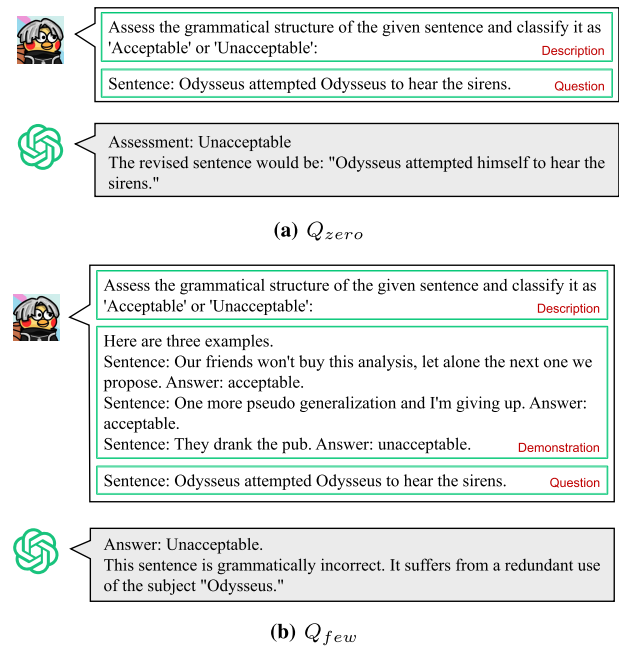 Assess the grammatical structure of the given sentence and classify it as
'Acceptable' or 'Unacceptable':
Description
Sentence: Odysseus attempted Odysseus to hear the sirens.
Question
Assessment: Unacceptable
The revised sentence would be: "Odysseus attempted himself to hear the
sirens."
(a) Qzero
Assess the grammatical structure of the given sentence and classify it as
'Acceptable' or 'Unacceptable':
Description
Here are three examples.
Sentence: Our friends won't buy this analysis, let alone the next one we
propose. Answer: acceptable.
Sentence: One more pseudo generalization and I'm giving up. Answer:
acceptable.
Sentence: They drank the pub. Answer: unacceptable.
Demonstration
Sentence: Odysseus attempted Odysseus to hear the sirens.
Question
Answer: Unacceptable.
This sentence is grammatically incorrect. It suffers from a redundant use
of the subject "Odysseus."
(b) Qfew